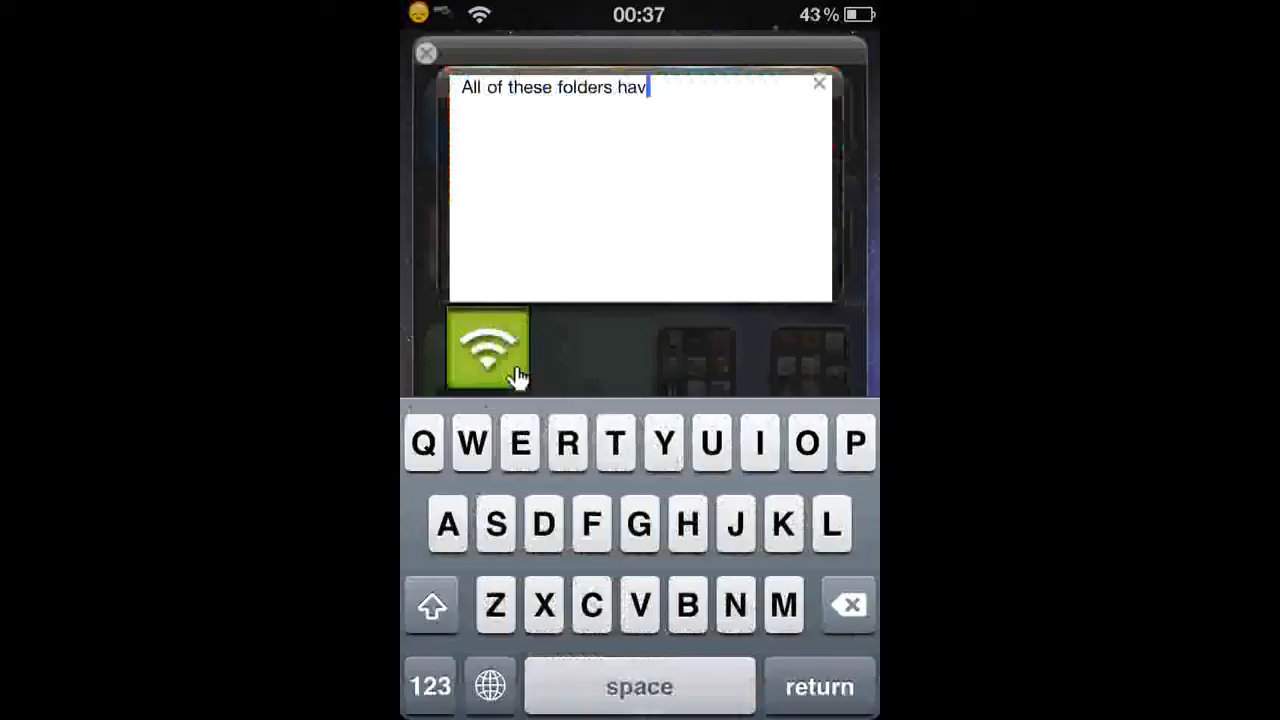 00:37
43 %
All of these folders hav
Q W E R T Y U I O P
A S D F G H J K L
Z X C V B N M
123 space return